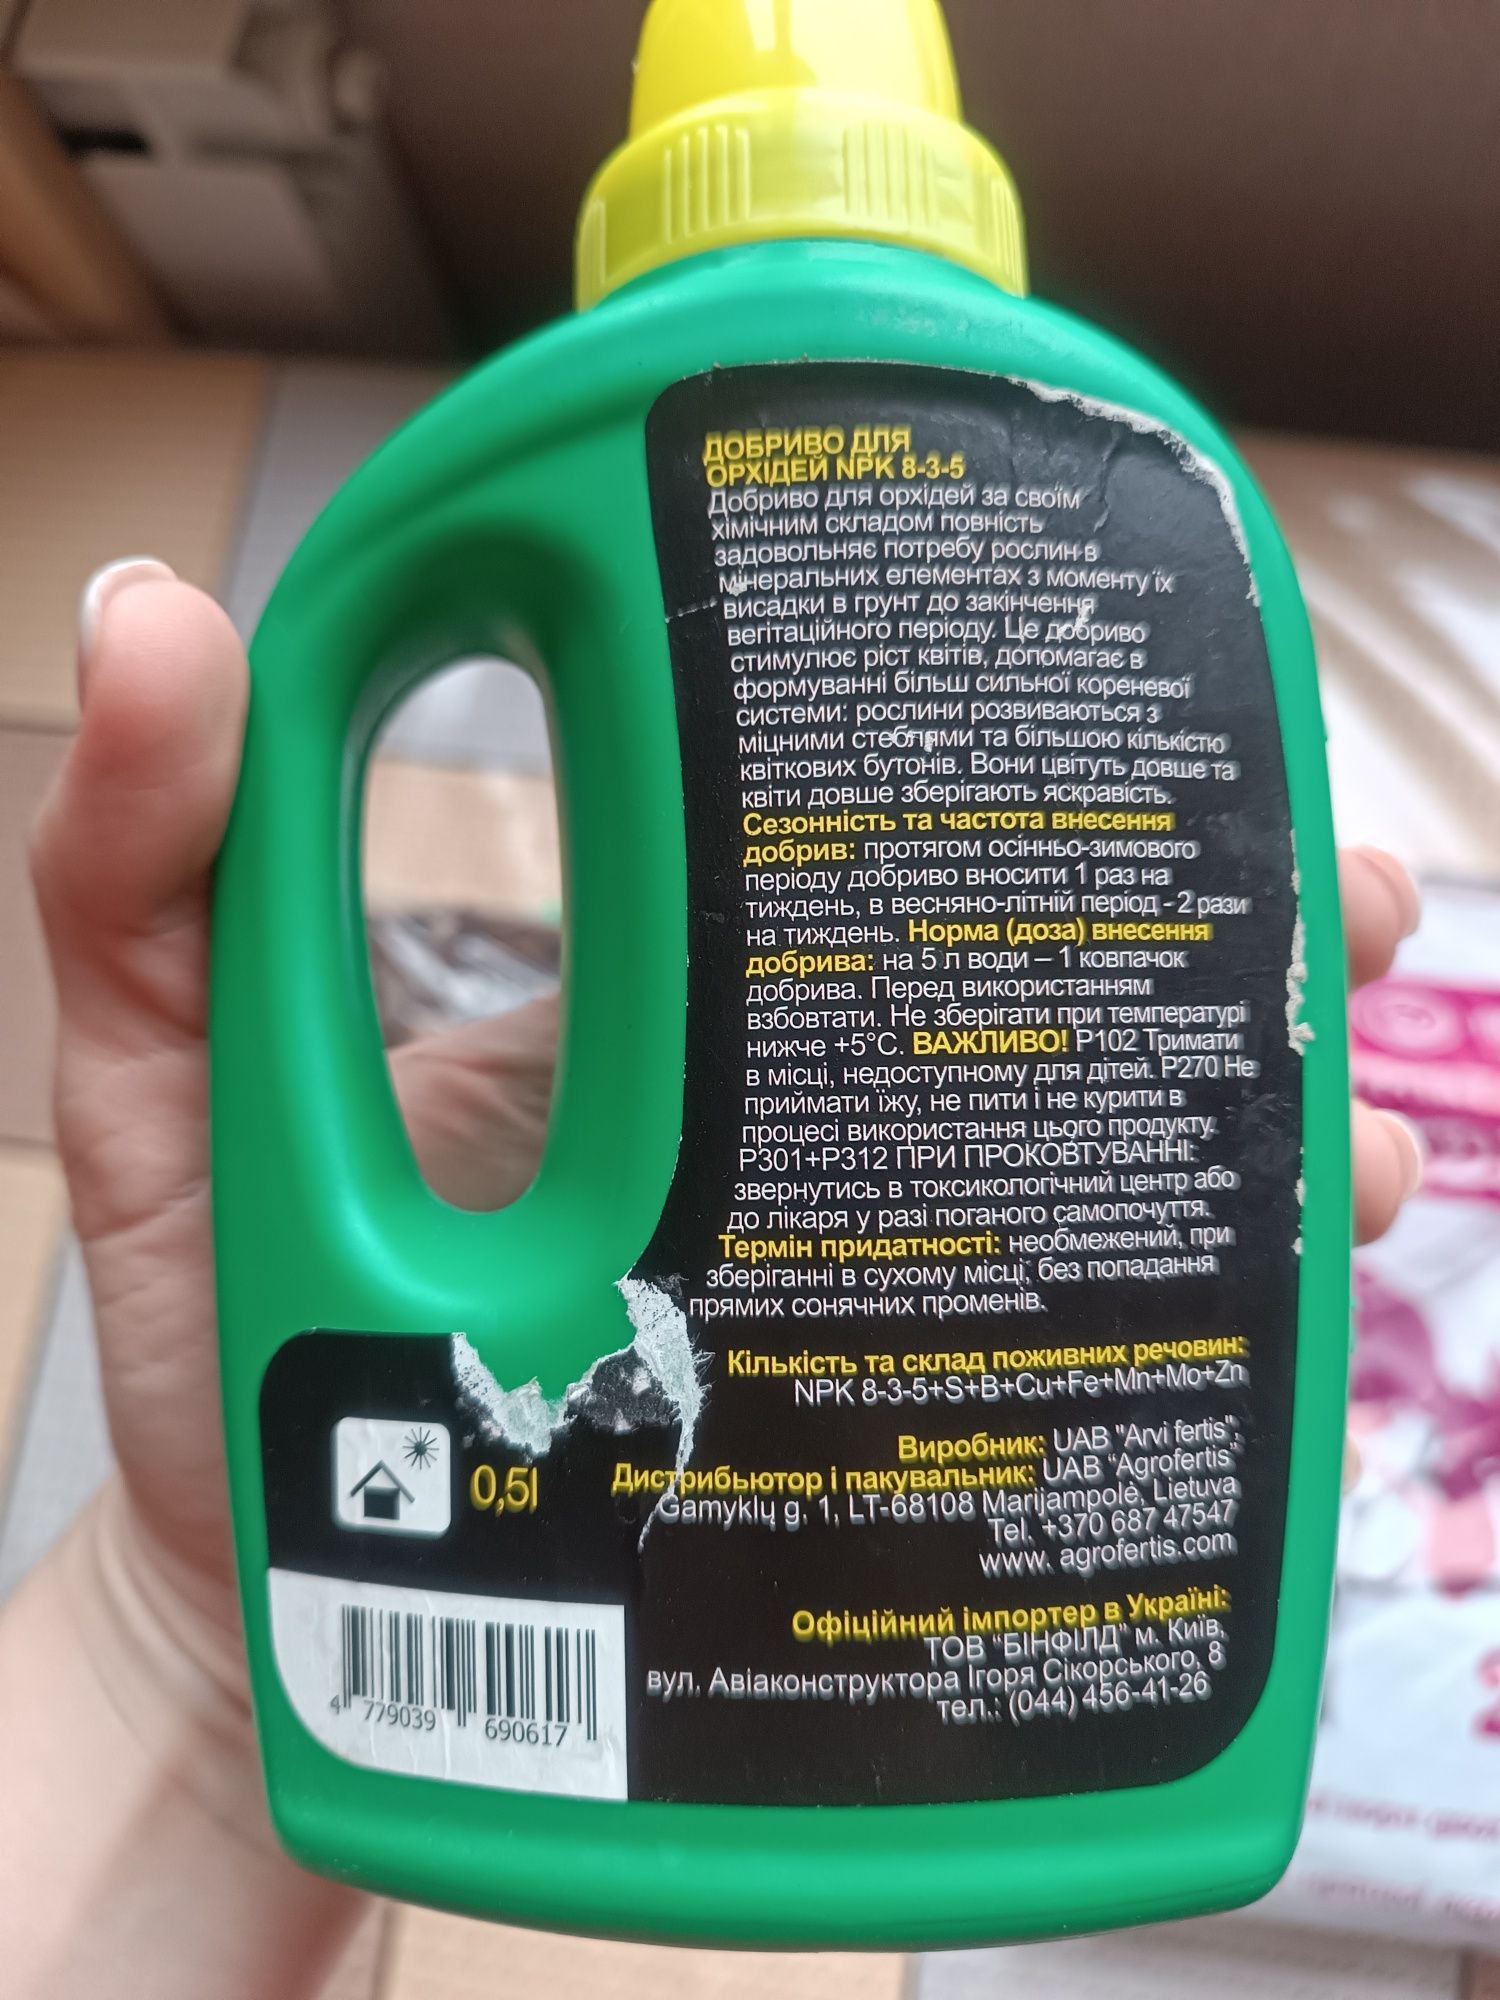 ДОБРИВО ДЛЯ
ОРХІДЕЙ NPK 8-3-5
Добриво для орхідей за своїм
хімічним складом повність
задовольняє потребу рослин в
мінеральних елементах з моменту їх
висадки в грунт до закінчення
вегітаційного періоду. Це добриво
стимулює ріст квітів, допомагає в
формуванні більш сильної кореневої
системи: рослини розвиваються з
міцними стеблями та більшою кількістю
квіткових бутонів. Вони цвітуть довше та
квіти довше зберігають яскравість.
Сезонність та частота внесення
добрив: протягом осінньо-зимового
періоду добриво вносити 1 раз на
тиждень, в весняно-літній період - 2 рази
на тиждень. Норма (доза) внесення
добрива: на 5 л води – 1 ковпачок
добрива. Перед використанням
взбовтати. Не зберігати при температурі
нижче +5°C. ВАЖЛИВО! P102 Тримати
в місці, недоступному для дітей. P270 Не
приймати їжу, не пити і не курити в
процесі використання цього продукту.
P301+P312 ПРИ ПРОКОВТУВАННІ:
звернутись в токсикологічний центр або
до лікаря у разі поганого самопочуття.
Термін придатності: необмежений, при
зберіганні в сухому місці, без попадання
прямих сонячних променів.
Кількість та склад поживних речовин:
NPK 8-3-5+S+B+Cu+Fe+Mn+Mo+Zn
Виробник: UAB "Arvi fertis",
Дистрибьютор і пакувальник: UAB "Agrofertis"
Gamyklų g. 1, LT-68108 Marijampolė, Lietuva
Tel. +370 687 47547
www. agrofertis.com
Офіційний імпортер в Україні:
ТОВ "БІНФІЛД" м. Київ,
вул. Авіаконструктора Ігоря Сікорського, 8
тел.: (044) 456-41-26
0,5l
4 779039 690617